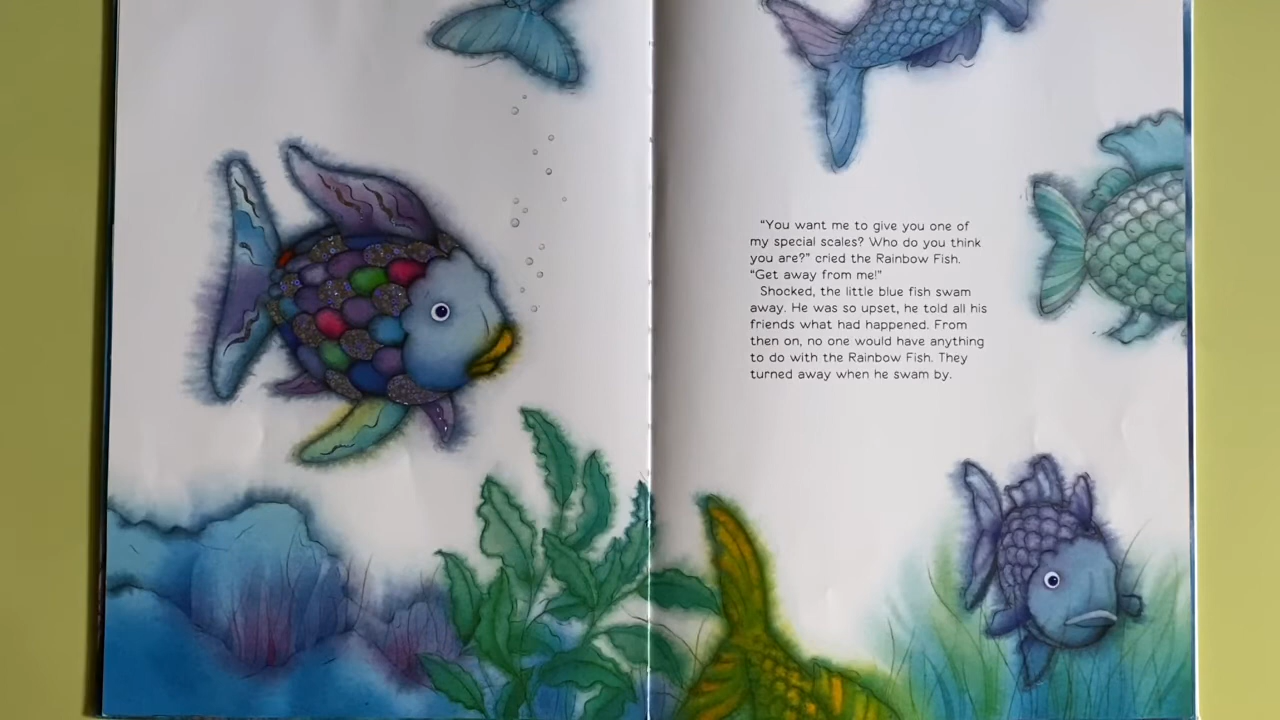 “You want me to give you one of
my special scales? Who do you think
you are?” cried the Rainbow Fish.
“Get away from me!”
Shocked, the little blue fish swam
away. He was so upset, he told all his
friends what had happened. From
then on, no one would have anything
to do with the Rainbow Fish. They
turned away when he swam by.